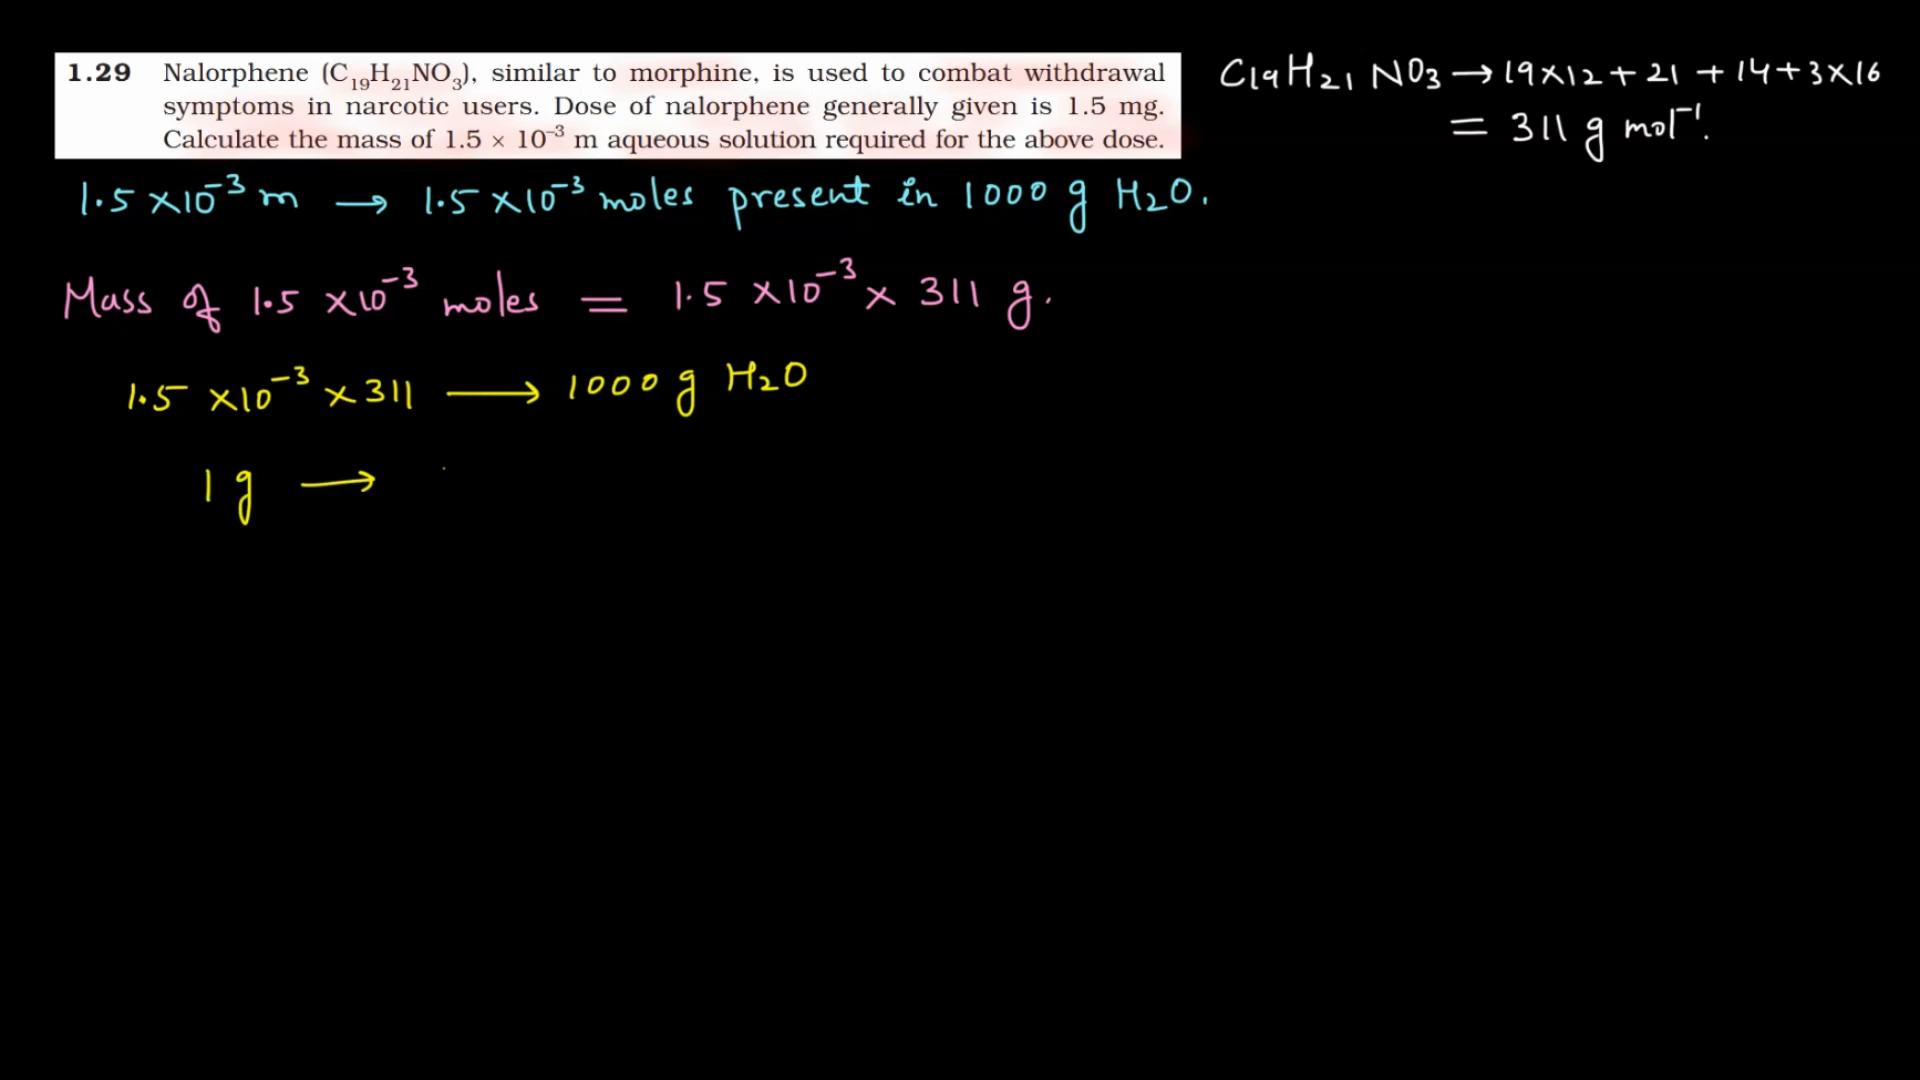 1.29 Nalorphene (C₁₉H₂₁NO₃), similar to morphine, is used to combat withdrawal
symptoms in narcotic users. Dose of nalorphene generally given is 1.5 mg.
Calculate the mass of 1.5 × 10⁻³ m aqueous solution required for the above dose.
C₁₉H₂₁ NO₃ → 19×12 + 21 + 14 + 3×16
= 311 g mol⁻¹.
1.5 ×10⁻³ m → 1.5 ×10⁻³ moles present in 1000 g H₂O.
Mass of 1.5 ×10⁻³ moles = 1.5 ×10⁻³ × 311 g.
1.5 ×10⁻³ × 311 → 1000 g H₂O
1 g →